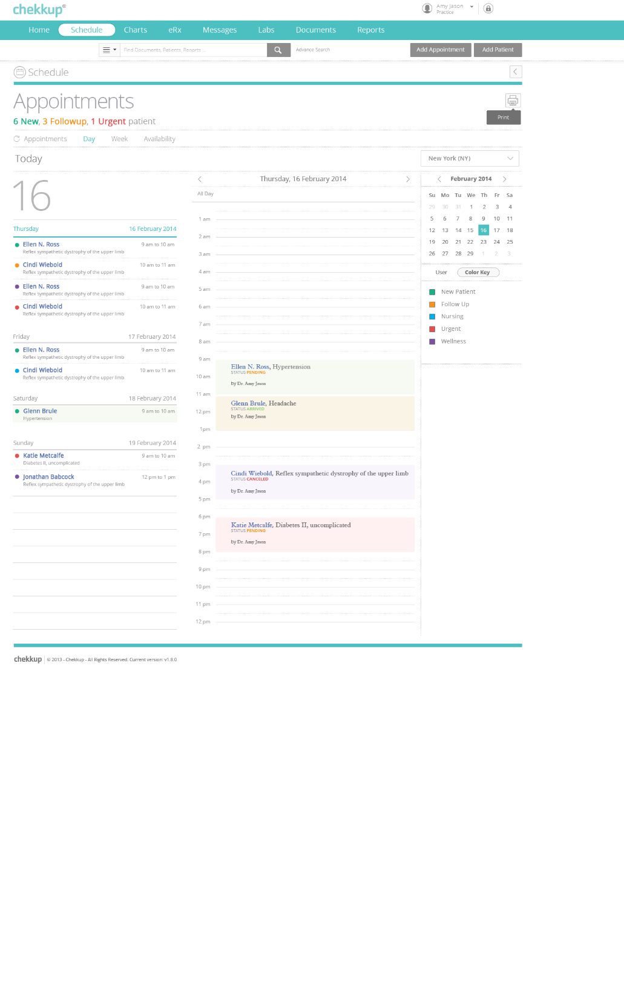 chekkup®
Amy Jason
Practice
Home Schedule Charts eRx Messages Labs Documents Reports
Find Documents, Patients, Reoprts ...
Advance Search
Add Appointment
Add Patient
Schedule
Appointments
Print
6 New, 3 Followup, 1 Urgent patient
Appointments Day Week Availability
Today
New York (NY)
16
Thursday 16 February 2014
Ellen N. Ross 9 am to 10 am
Reflex sympathetic dystrophy of the upper limb
Cindi Wiebold 10 am to 11 am
Reflex sympathetic dystrophy of the upper limb
Ellen N. Ross 9 am to 10 am
Reflex sympathetic dystrophy of the upper limb
Cindi Wiebold 10 am to 11 am
Reflex sympathetic dystrophy of the upper limb
Friday 17 February 2014
Ellen N. Ross 9 am to 10 am
Reflex sympathetic dystrophy of the upper limb
Cindi Wiebold 10 am to 11 am
Reflex sympathetic dystrophy of the upper limb
Saturday 18 February 2014
Glenn Brule 9 am to 10 am
Hypertension
Sunday 19 February 2014
Katie Metcalfe 9 am to 10 am
Diabetes II, uncomplicated
Jonathan Babcock 12 pm to 1 pm
Reflex sympathetic dystrophy of the upper limb
Thursday, 16 February 2014
All Day
1 am
2 am
3 am
4 am
5 am
6 am
7 am
8 am
9 am
Ellen N. Ross, Hypertension
STATUS PENDING
10 am
by Dr. Amy Jason
11 am
Glenn Brule, Headache
STATUS ARRIVED
12 pm
by Dr. Amy Jason
1pm
2 pm
3 pm
Cindi Wiebold, Reflex sympathetic dystrophy of the upper limb
STATUS CANCELED
4 pm
by Dr. Amy Jason
5 pm
6 pm
Katie Metcalfe, Diabetes II, uncomplicated
STATUS PENDING
7 pm
by Dr. Amy Jason
8 pm
9 pm
10 pm
11 pm
12 pm
February 2014
Su Mo Tu We Th Fr Sa
29 30 31 1 2 3 4
5 6 7 8 9 10 11
12 13 14 15 16 17 18
19 20 21 22 23 24 25
26 27 28 29 1 2 3
User Color Key
New Patient
Follow Up
Nursing
Urgent
Wellness
chekkup © 2013 - Chekkup - All Rights Reserved. Current version: v1.8.0